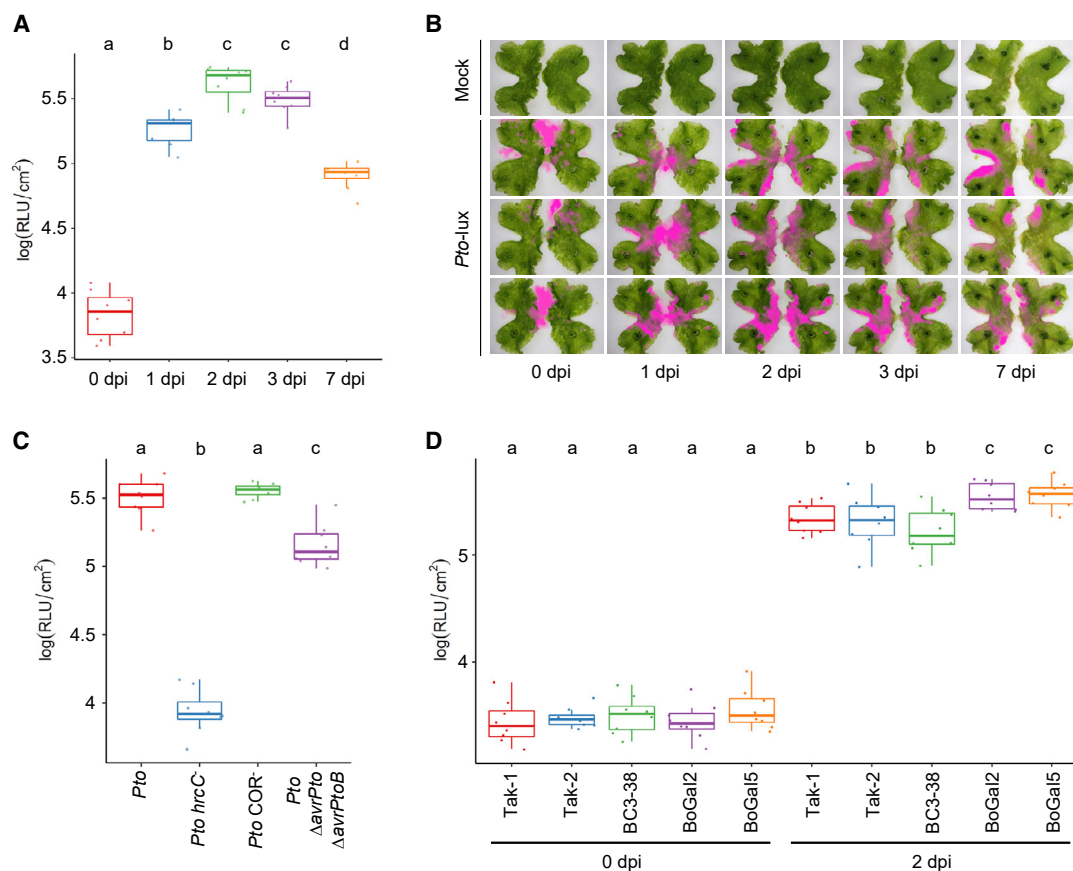 A
a b c c d
5.5
5
4.5
4
3.5
log(RLU/cm²)
0 dpi 1 dpi 2 dpi 3 dpi 7 dpi
B
Mock
Pto-lux
0 dpi 1 dpi 2 dpi 3 dpi 7 dpi
C
a b a c
5.5
5
4.5
4
log(RLU/cm²)
Pto
Pto hrcC-
Pto COR-
Pto
ΔavrPto
ΔavrPtoB
D
a a a a a b b b c c
5
4
log(RLU/cm²)
Tak-1 Tak-2 BC3-38 BoGal2 BoGal5 Tak-1 Tak-2 BC3-38 BoGal2 BoGal5
0 dpi 2 dpi